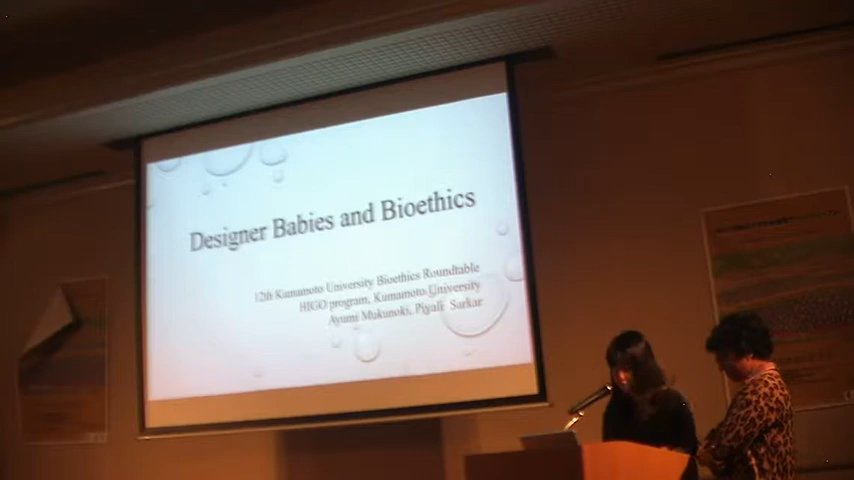 Designer Babies and Bioethics
12th Kumamoto University Bioethics Roundtable
HIGO program, Kumamoto University
Ayumi Mukunoki, Piyali Sarkar